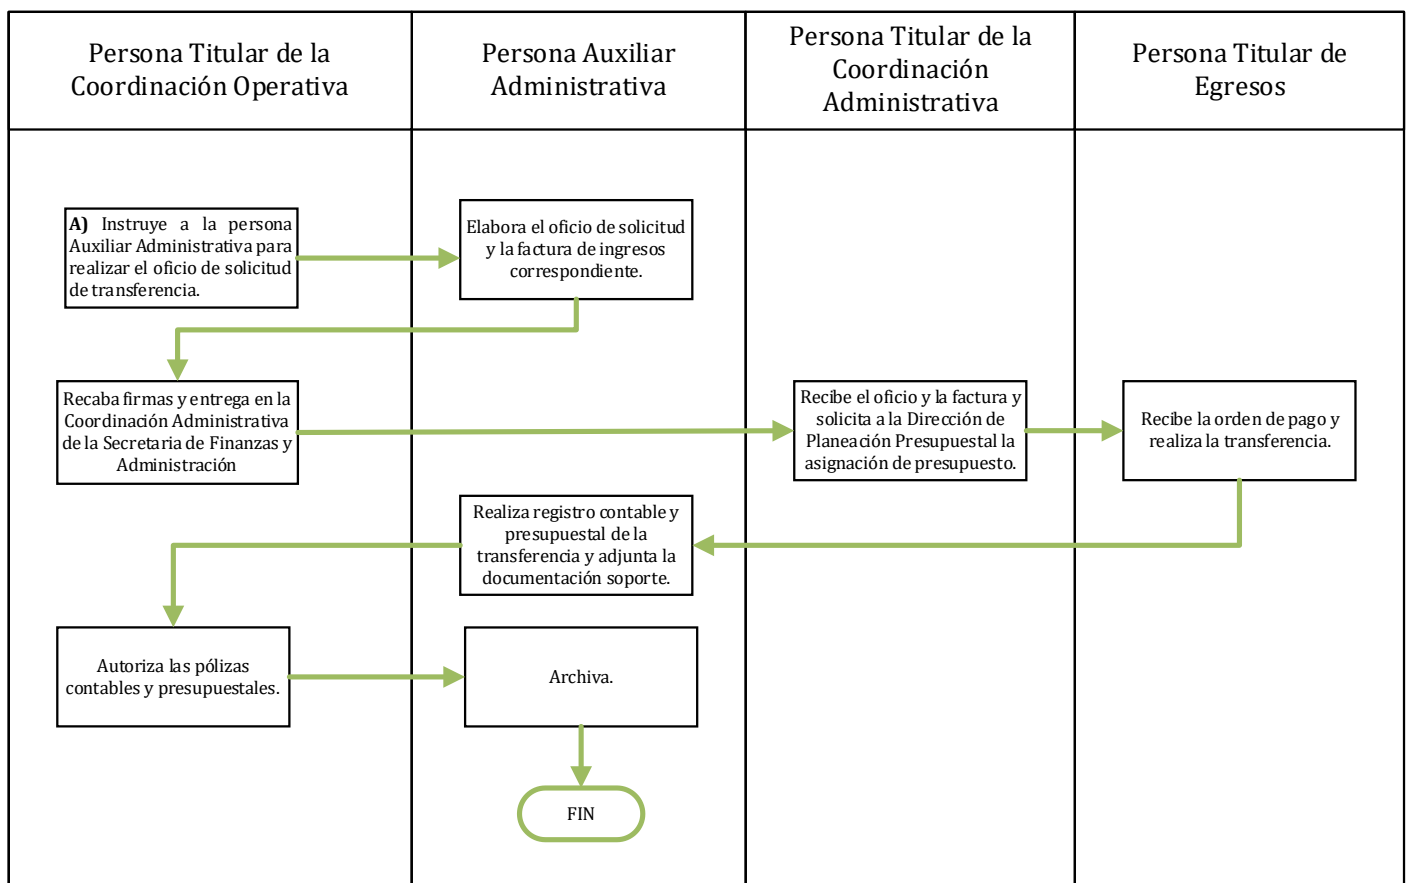 Persona Titular de la
Coordinación Operativa
Persona Auxiliar
Administrativa
Persona Titular de la
Coordinación
Administrativa
Persona Titular de
Egresos
A) Instruye a la persona
Auxiliar Administrativa para
realizar el oficio de solicitud
de transferencia.
Elabora el oficio de solicitud
y la factura de ingresos
correspondiente.
Recaba firmas y entrega en la
Coordinación Administrativa
de la Secretaria de Finanzas y
Administración
Recibe el oficio y la factura y
solicita a la Dirección de
Planeación Presupuestal la
asignación de presupuesto.
Recibe la orden de pago y
realiza la transferencia.
Realiza registro contable y
presupuestal de la
transferencia y adjunta la
documentación soporte.
Autoriza las pólizas
contables y presupuestales.
Archiva.
FIN